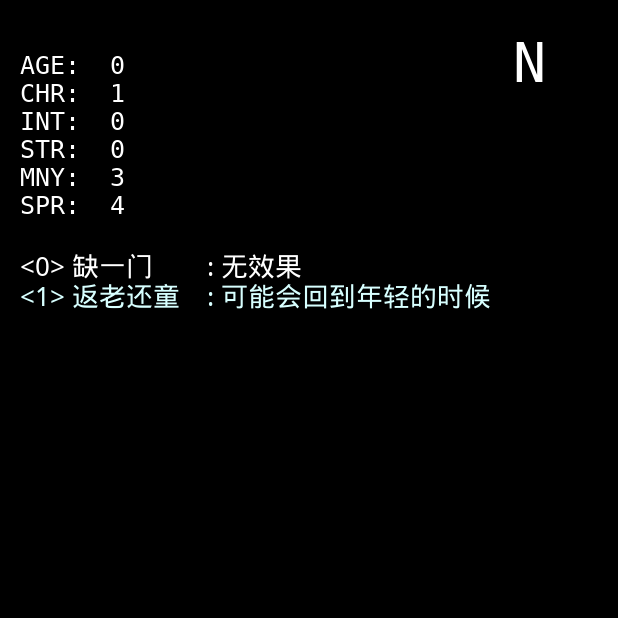 N
AGE: 0
CHR: 1
INT: 0
STR: 0
MNY: 3
SPR: 4
<0> 缺一门 : 无效果
<1> 返老还童 : 可能会回到年轻的时候